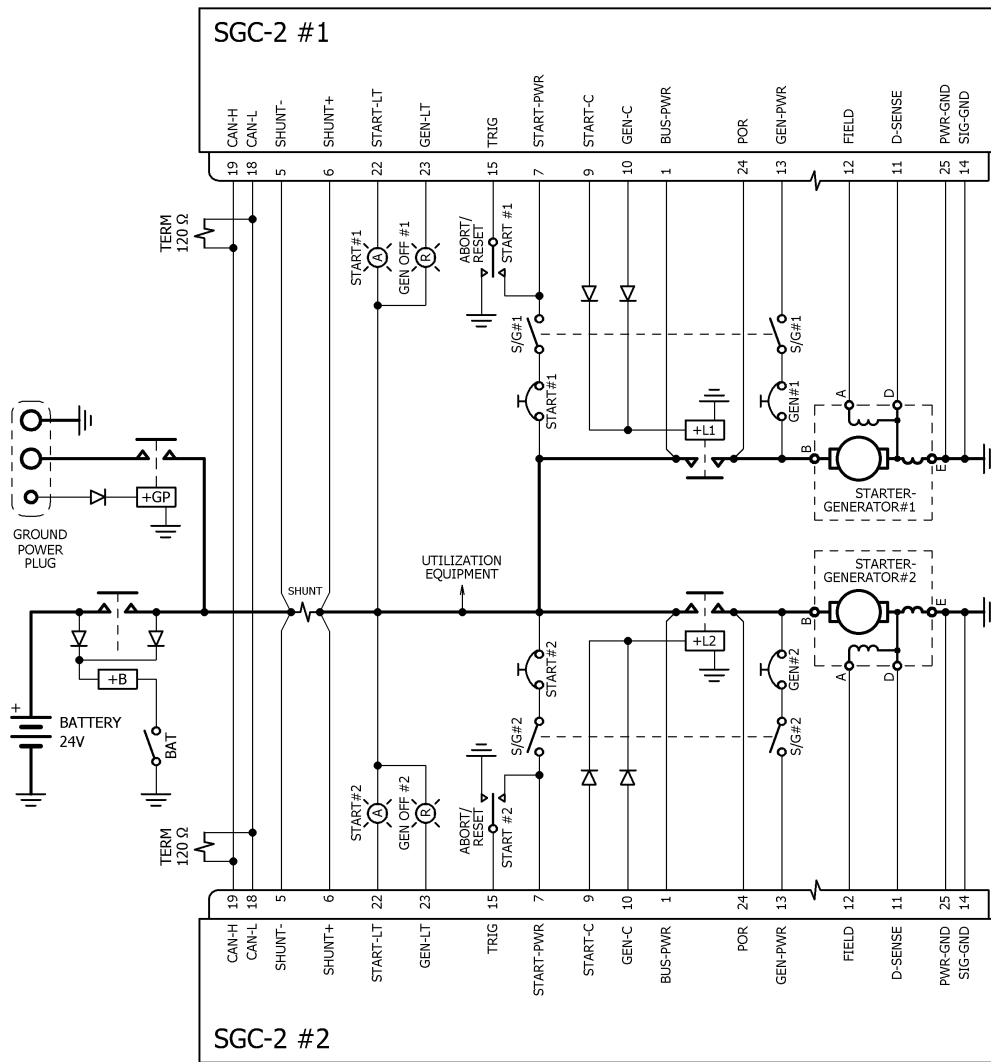 SGC-2 #1
CAN-H
CAN-L
SHUNT-
SHUNT+
START-LT
GEN-LT
TRIG
START-PWR
START-C
GEN-C
BUS-PWR
POR
GEN-PWR
FIELD
D-SENSE
PWR-GND
SIG-GND
19
18
5
6
22
23
15
7
9
10
1
24
13
12
11
25
14
TERM
120 Ω
START#1
A
GEN OFF #1
R
ABORT/
RESET
START #1
S/G#1
S/G#1
START#1
GEN#1
+L1
A
D
B
E
STARTER-
GENERATOR#1
+GP
GROUND
POWER
PLUG
SHUNT
UTILIZATION
EQUIPMENT
STARTER-
GENERATOR#2
B
E
A
D
+L2
+B
+
BATTERY
24V
BAT
START#2
GEN#2
S/G#2
S/G#2
START#2
A
GEN OFF #2
R
ABORT/
RESET
START #2
TERM
120 Ω
19
18
5
6
22
23
15
7
9
10
1
24
13
12
11
25
14
CAN-H
CAN-L
SHUNT-
SHUNT+
START-LT
GEN-LT
TRIG
START-PWR
START-C
GEN-C
BUS-PWR
POR
GEN-PWR
FIELD
D-SENSE
PWR-GND
SIG-GND
SGC-2 #2